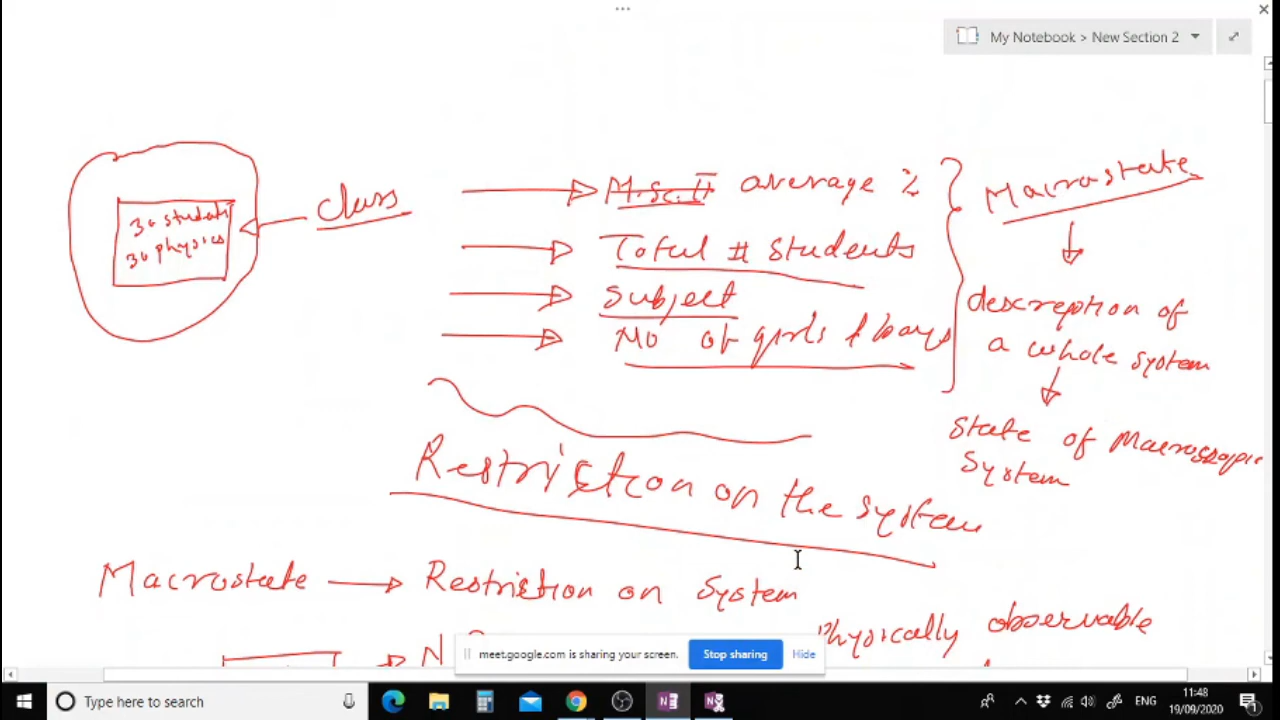 My Notebook > New Section 2
30 students
30 physics
class
M.sc.II average %
Total # students
subject
No of girls & boys
Macrostate
descreption of
a whole system
state of Macroscopic
system
Restriction on the system
Macrostate → Restriction on system
Physically observable
N
meet.google.com is sharing your screen.
Stop sharing
Hide
Type here to search
ENG
11:48
19/09/2020
1